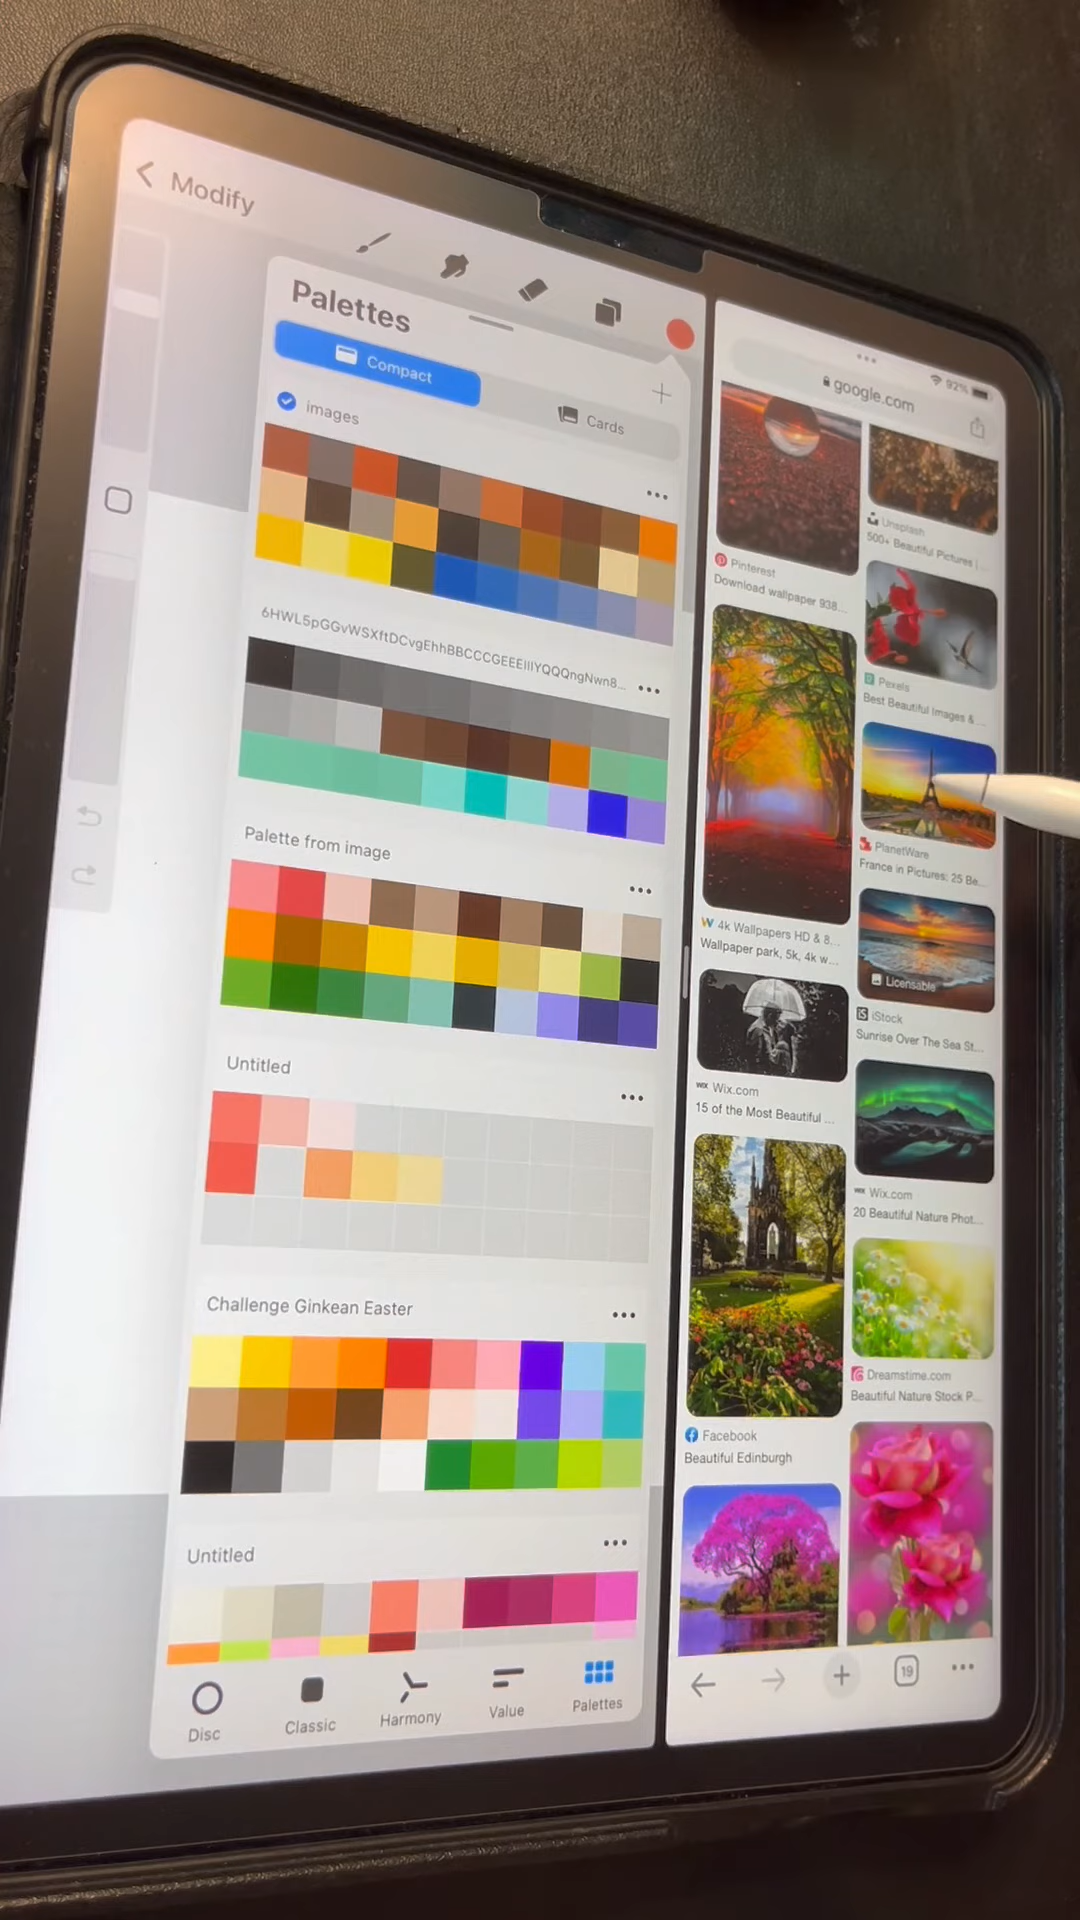 Modify
Palettes
Compact
Cards
images
6HWL5pGGvWSXftDCvgEhhBBCCCGEEEIIIYQQQngNwn8...
Palette from image
Untitled
Challenge Ginkean Easter
Untitled
Disc
Classic
Harmony
Value
Palettes
92%
google.com
Pinterest
Download wallpaper 938...
Unsplash
500+ Beautiful Pictures |...
Pexels
Best Beautiful Images & ...
PlanetWare
France in Pictures: 25 Be...
4k Wallpapers HD & 8...
Wallpaper park, 5k, 4k w...
Licensable
iStock
Sunrise Over The Sea St...
WIX Wix.com
15 of the Most Beautiful ...
WIX Wix.com
20 Beautiful Nature Phot...
Facebook
Beautiful Edinburgh
Dreamstime.com
Beautiful Nature Stock P...
19